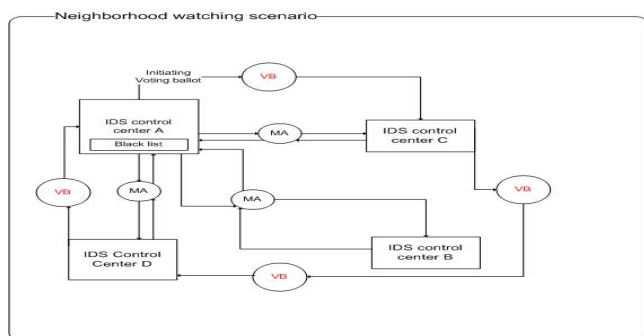 Neighborhood watching scenario
Initiating
Voting ballot
VB
IDS control
center A
Black list
MA
IDS control
center C
VB
MA
MA
VB
IDS Control
Center D
IDS control
center B
VB